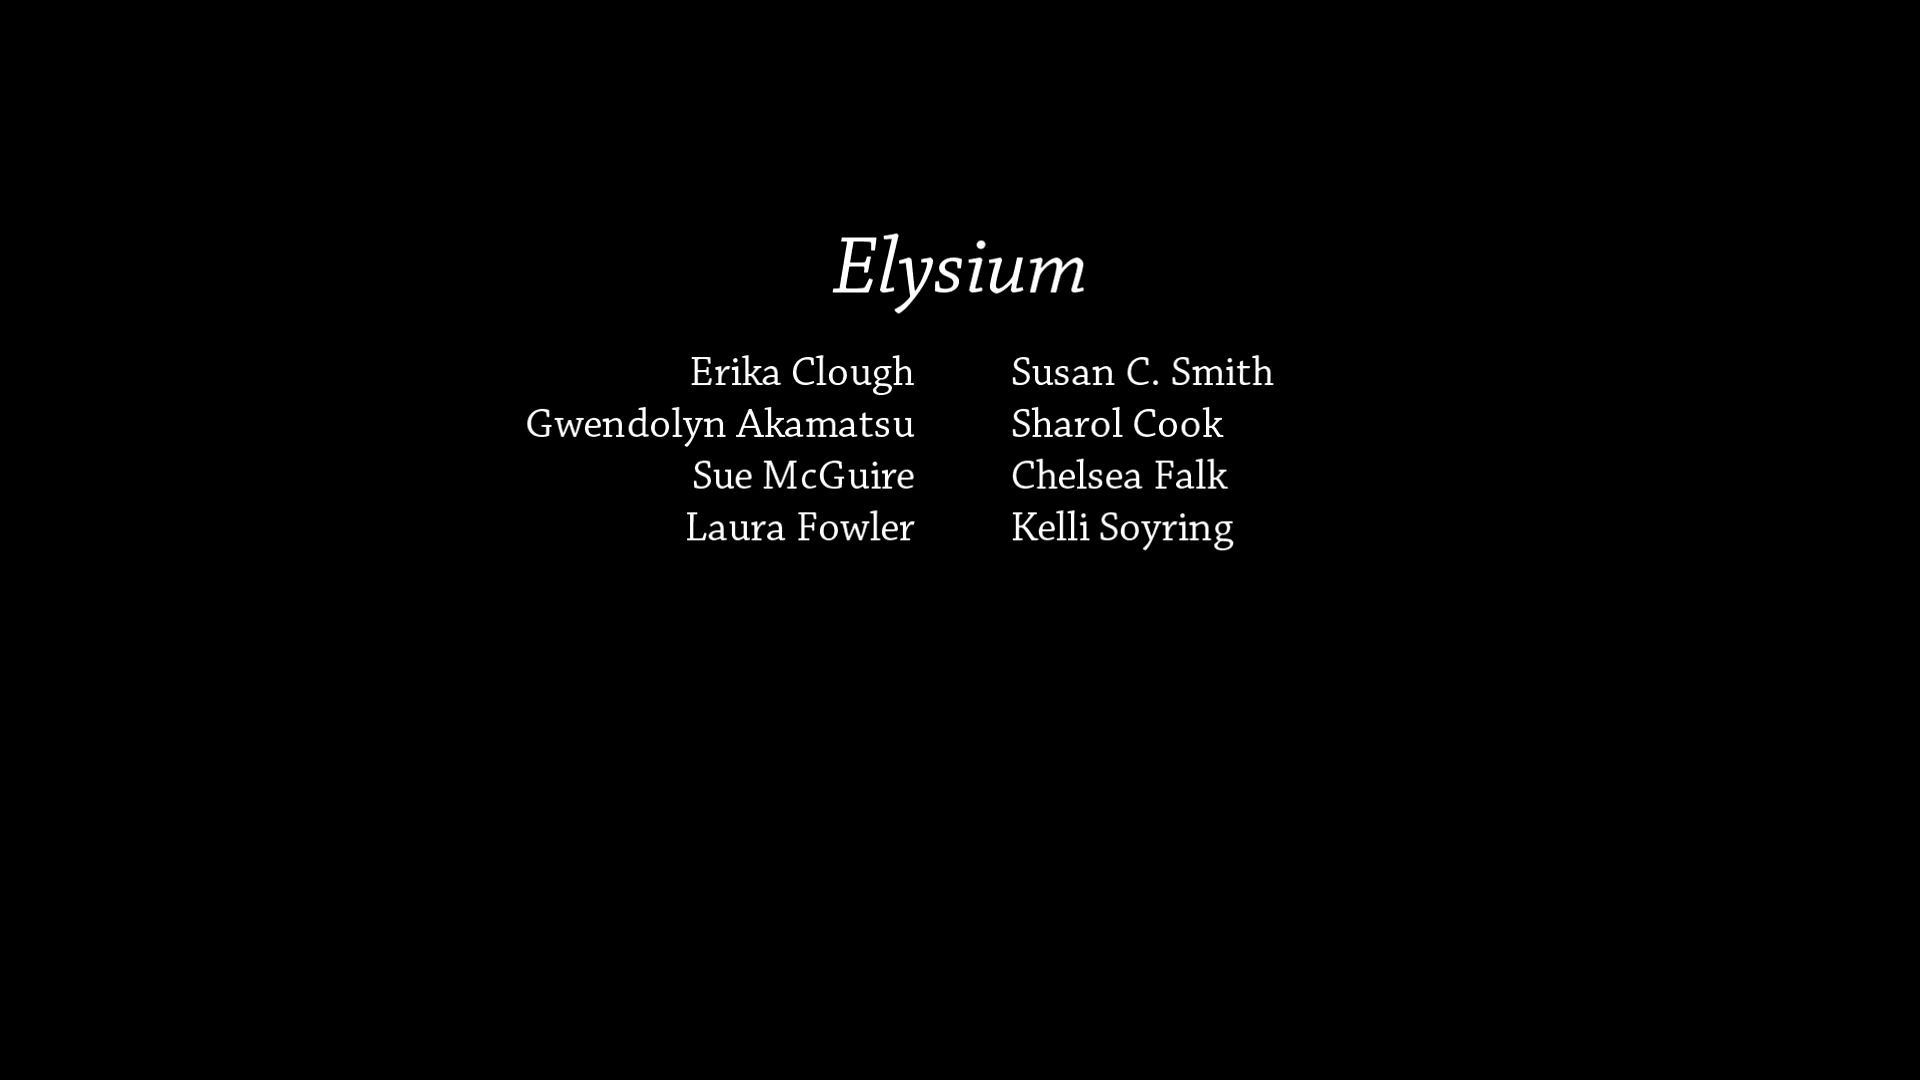 Elysium
Erika Clough Susan C. Smith
Gwendolyn Akamatsu Sharol Cook
Sue McGuire Chelsea Falk
Laura Fowler Kelli Soyring